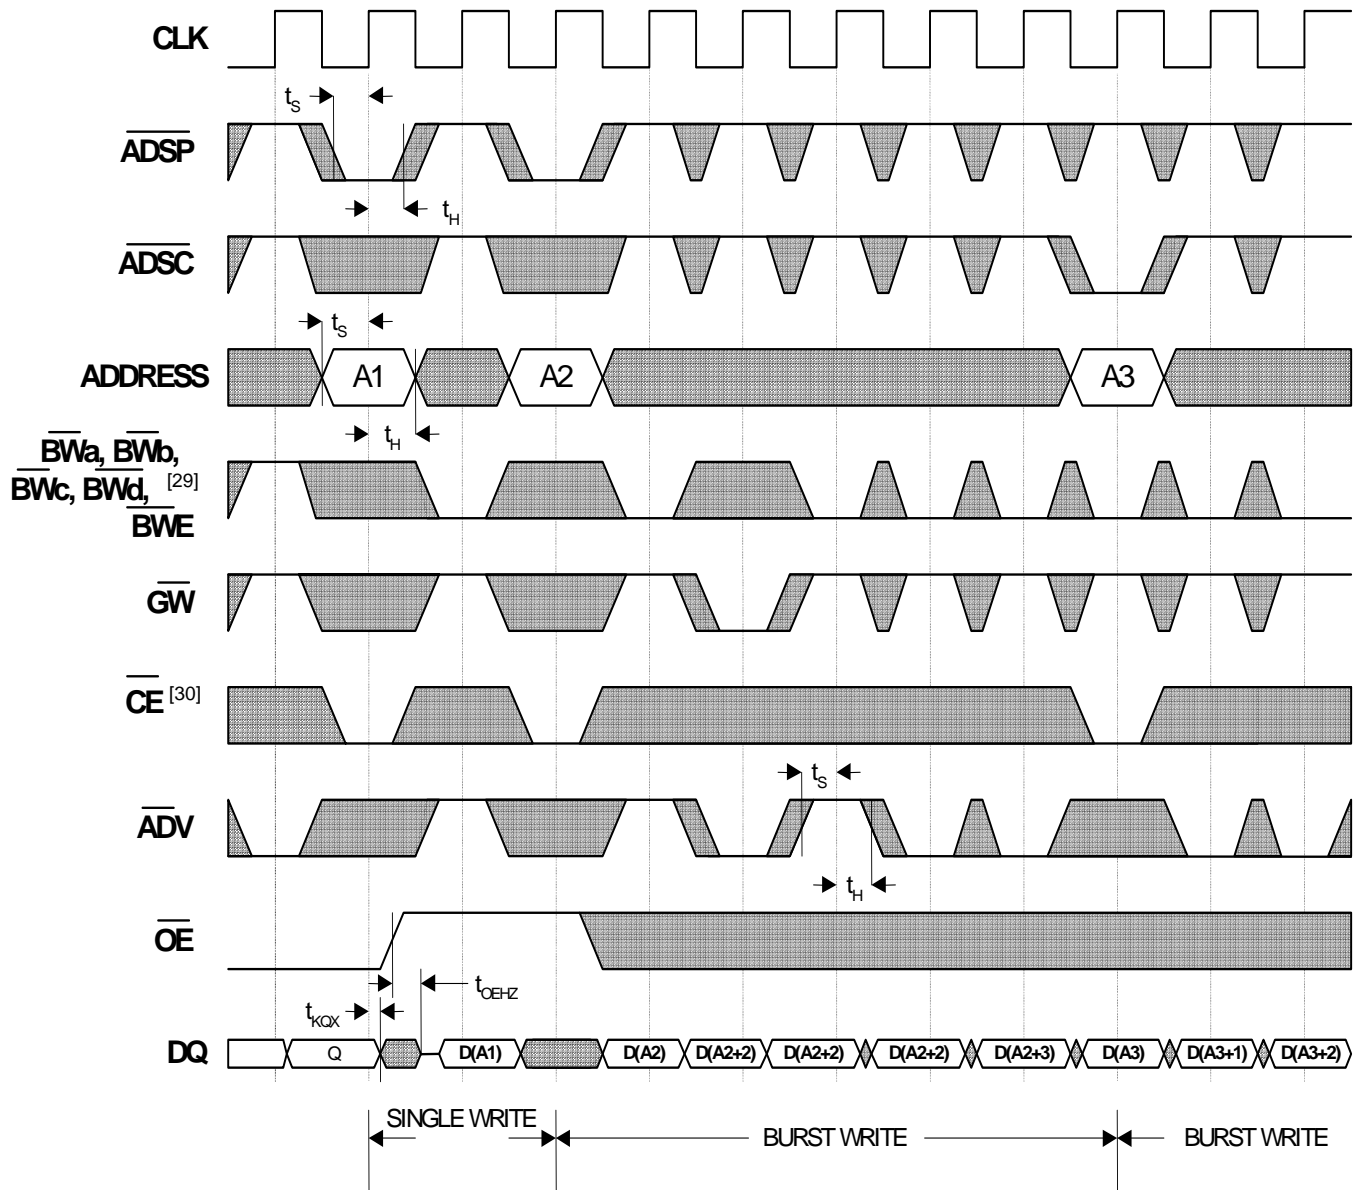 CLK
tS
ADSP
tH
ADSC
tS
ADDRESS A1 A2 A3
tH
BWa, BWb,
BWc, BWd, [29]
BWE
GW
CE [30]
tS
ADV
tH
OE
tOEHZ
tKQX
DQ Q D(A1) D(A2) D(A2+2) D(A2+2) D(A2+2) D(A2+3) D(A3) D(A3+1) D(A3+2)
SINGLE WRITE BURST WRITE BURST WRITE